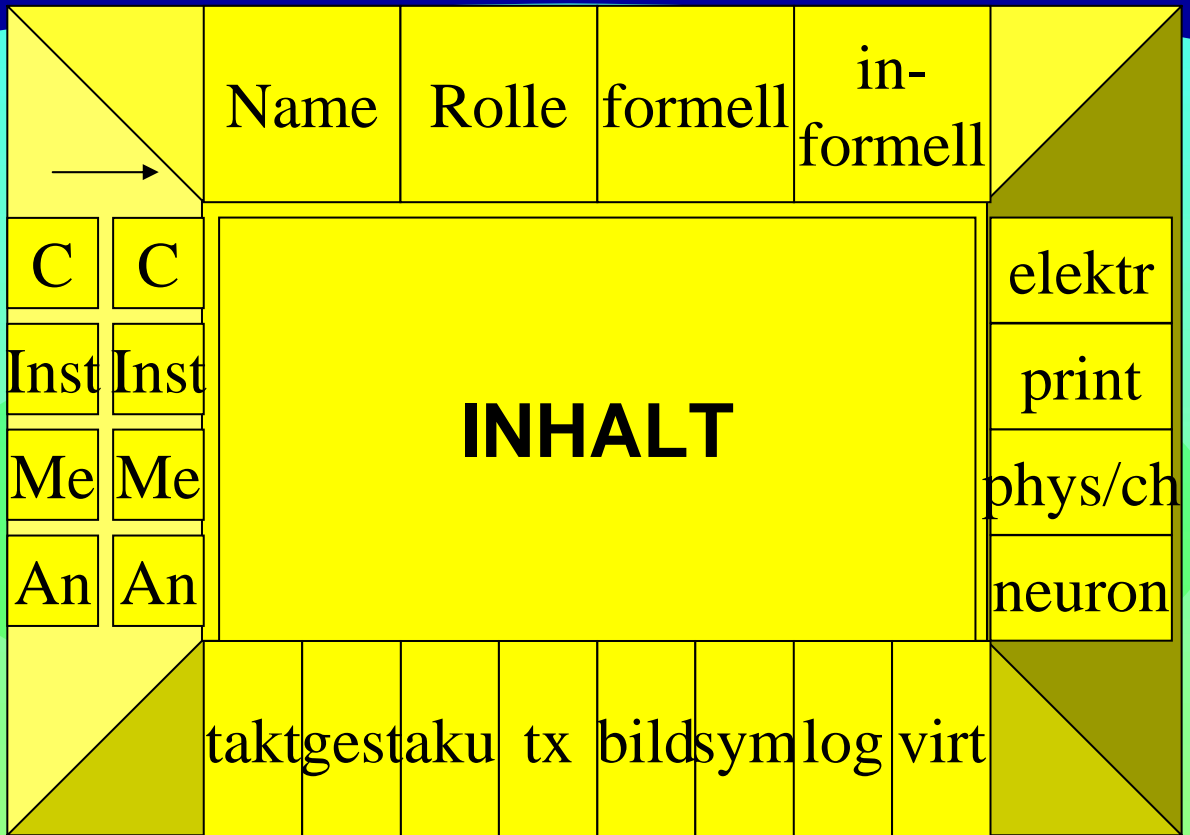 Name Rolle formell in-
formell
C C elektr
Inst Inst print
INHALT
Me Me phys/ch
An An neuron
takt gest aku tx bild sym log virt